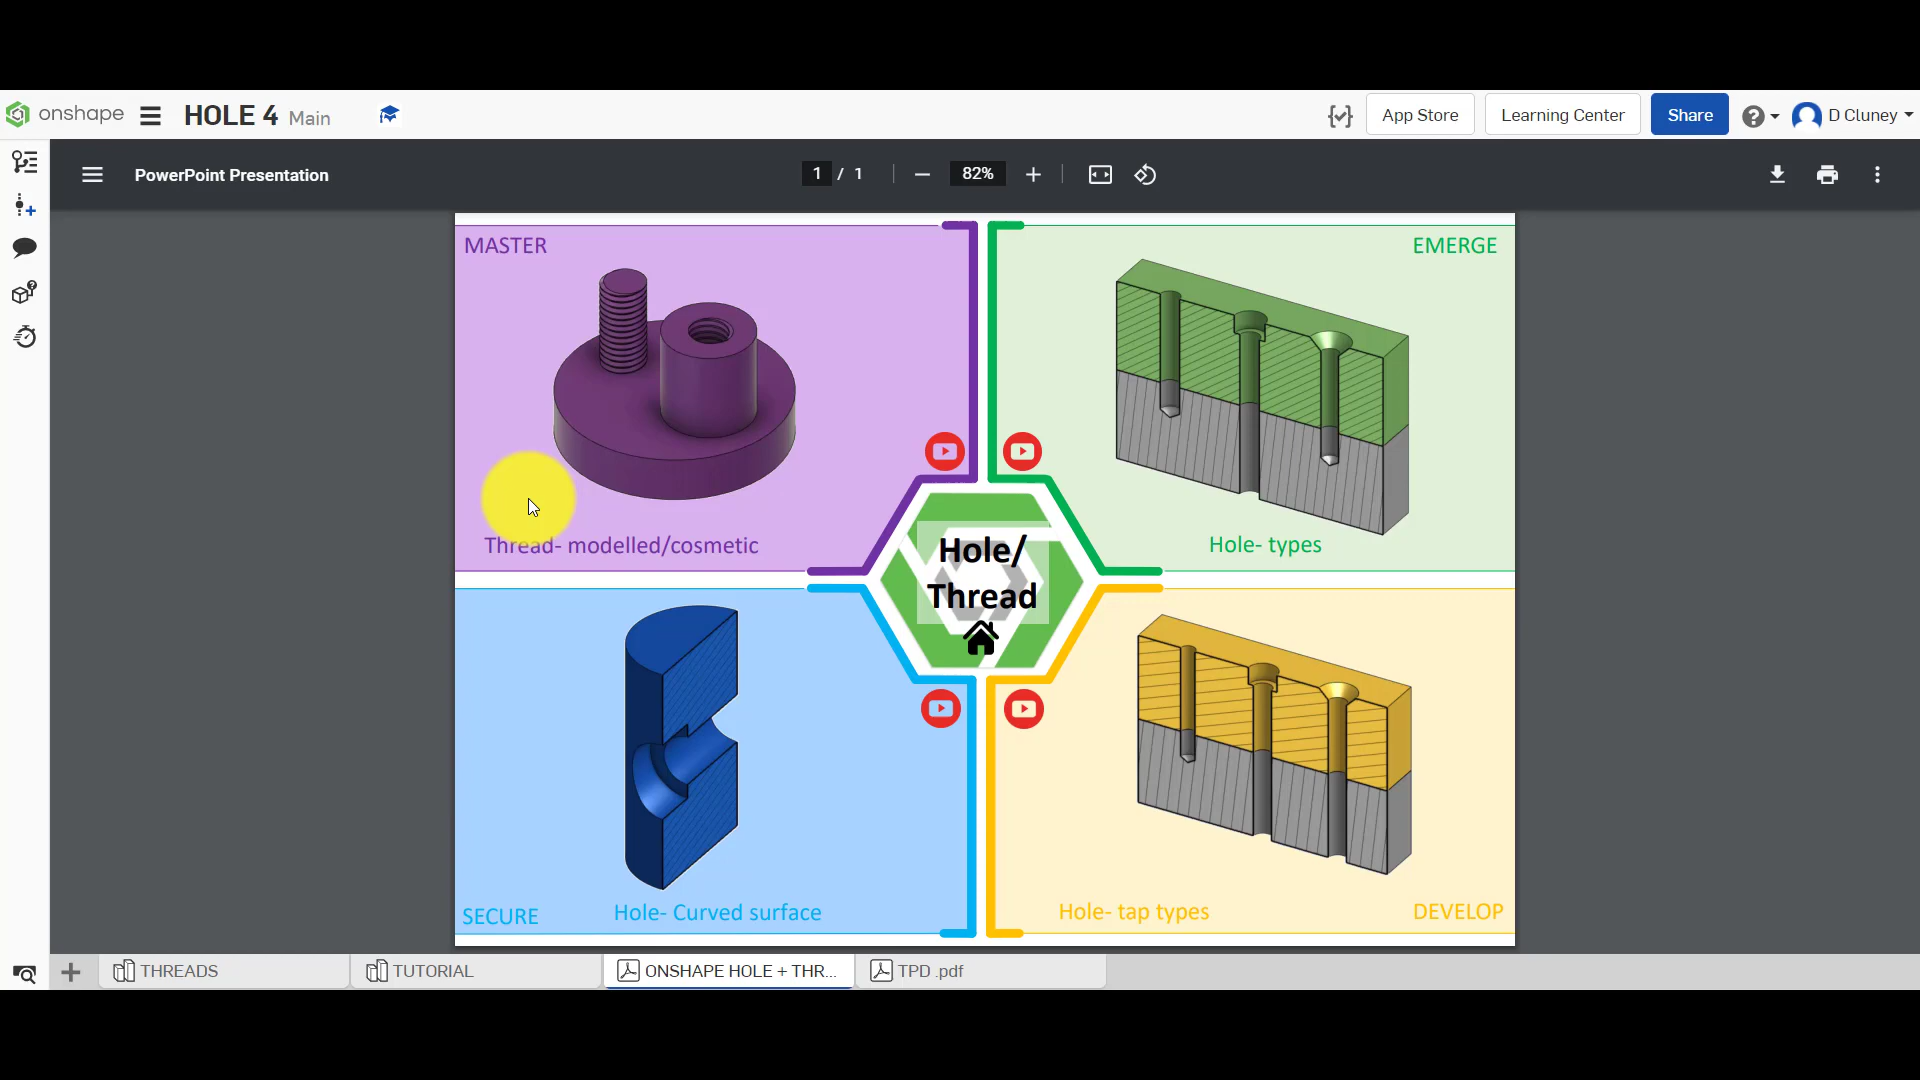 onshape HOLE 4 Main App Store Learning Center Share D Cluney
PowerPoint Presentation 1 / 1 82%
MASTER
EMERGE
Thread- modelled/cosmetic
Hole- types
Hole/
Thread
SECURE
Hole- Curved surface
Hole- tap types
DEVELOP
THREADS TUTORIAL ONSHAPE HOLE + THR... TPD .pdf